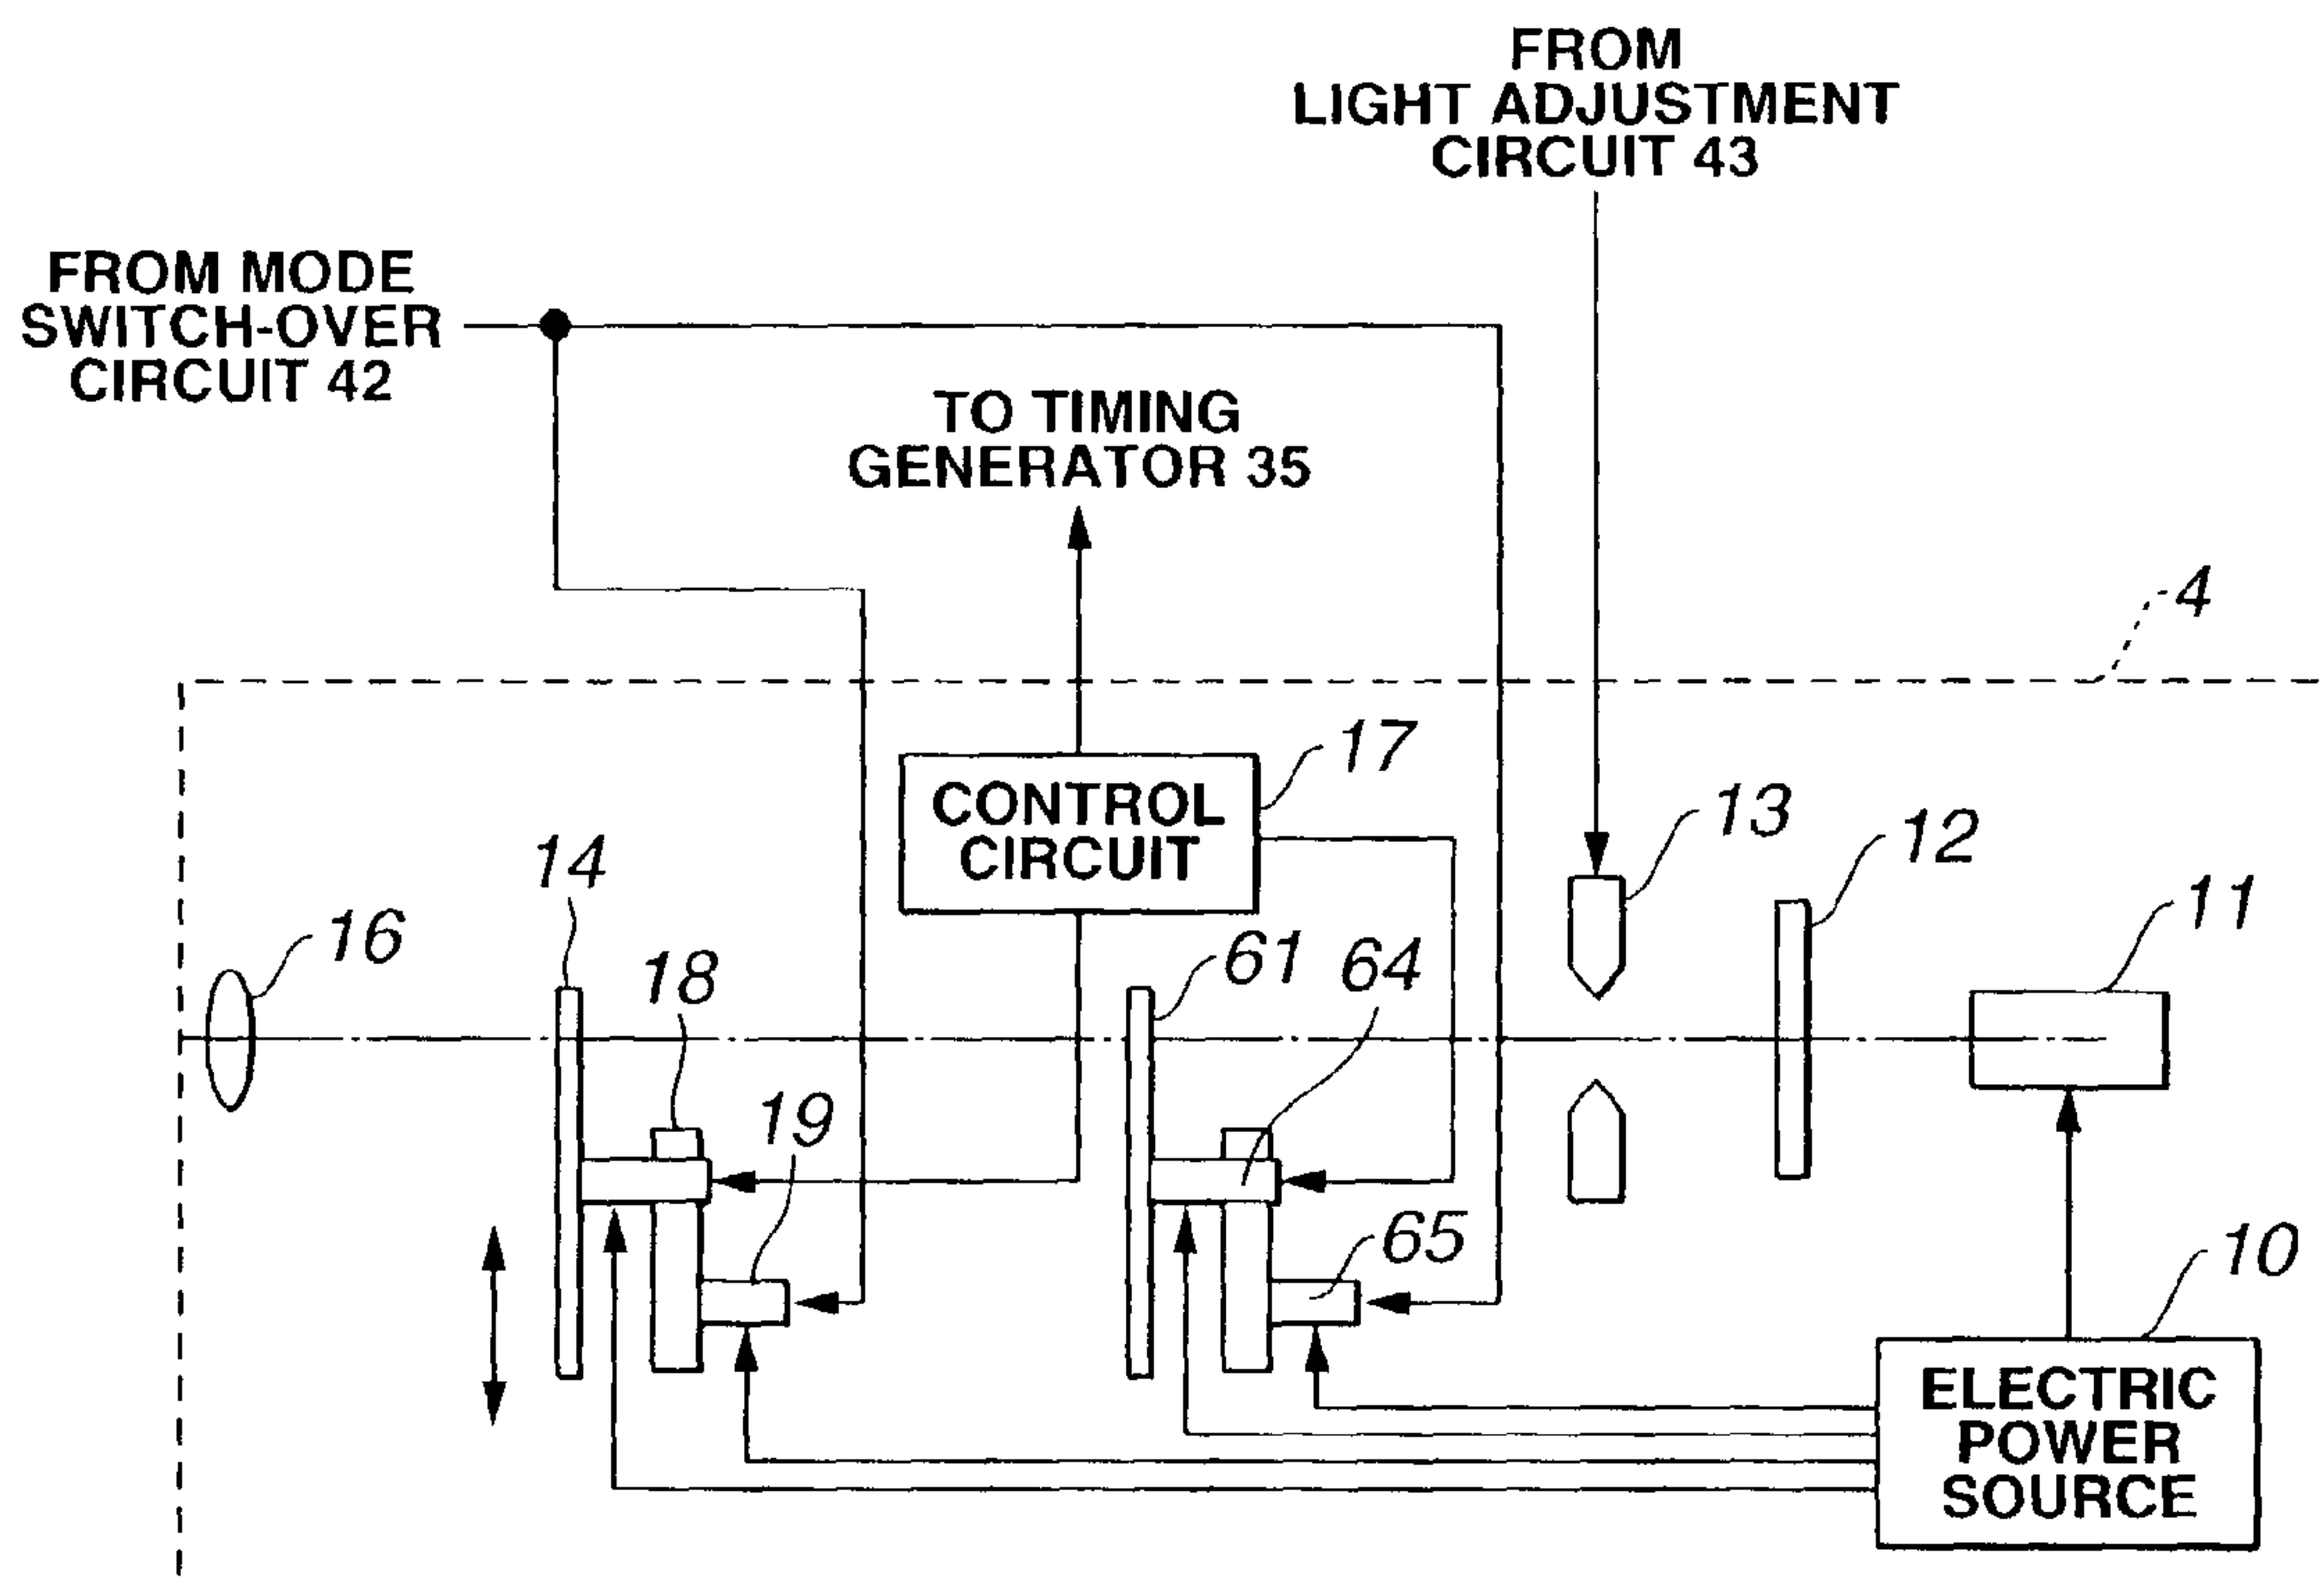 FROM
LIGHT ADJUSTMENT
CIRCUIT 43
FROM MODE
SWITCH-OVER
CIRCUIT 42
TO TIMING
GENERATOR 35
4
17
CONTROL
CIRCUIT
13
12
14
11
16
18
61
64
19
65
10
ELECTRIC
POWER
SOURCE